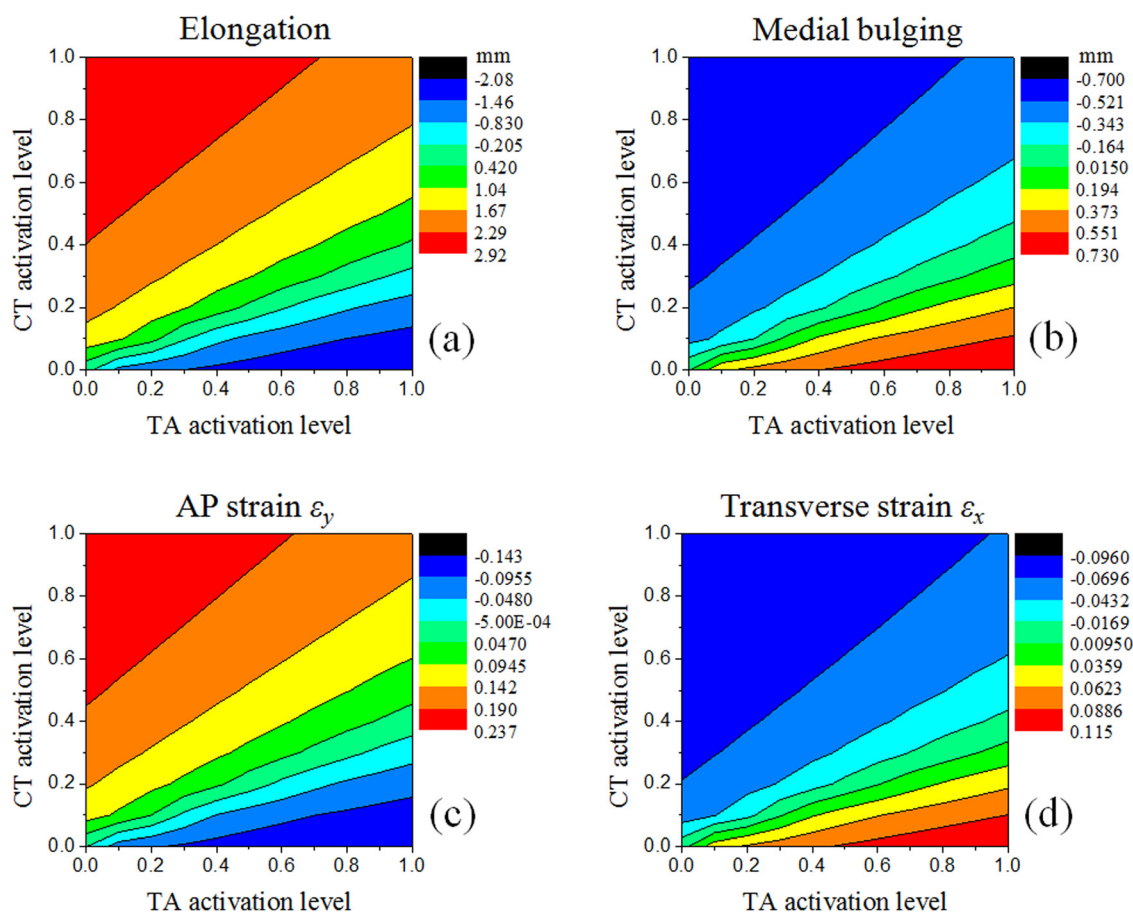 Elongation
Medial bulging
1.0
0.8
0.6
0.4
0.2
0.0
CT activation level
0.0 0.2 0.4 0.6 0.8 1.0
TA activation level
mm
-2.08
-1.46
-0.830
-0.205
0.420
1.04
1.67
2.29
2.92
(a)
1.0
0.8
0.6
0.4
0.2
0.0
CT activation level
0.0 0.2 0.4 0.6 0.8 1.0
TA activation level
mm
-0.700
-0.521
-0.343
-0.164
0.0150
0.194
0.373
0.551
0.730
(b)
AP strain εy
Transverse strain εx
1.0
0.8
0.6
0.4
0.2
0.0
CT activation level
0.0 0.2 0.4 0.6 0.8 1.0
TA activation level
-0.143
-0.0955
-0.0480
-5.00E-04
0.0470
0.0945
0.142
0.190
0.237
(c)
1.0
0.8
0.6
0.4
0.2
0.0
CT activation level
0.0 0.2 0.4 0.6 0.8 1.0
TA activation level
-0.0960
-0.0696
-0.0432
-0.0169
0.00950
0.0359
0.0623
0.0886
0.115
(d)